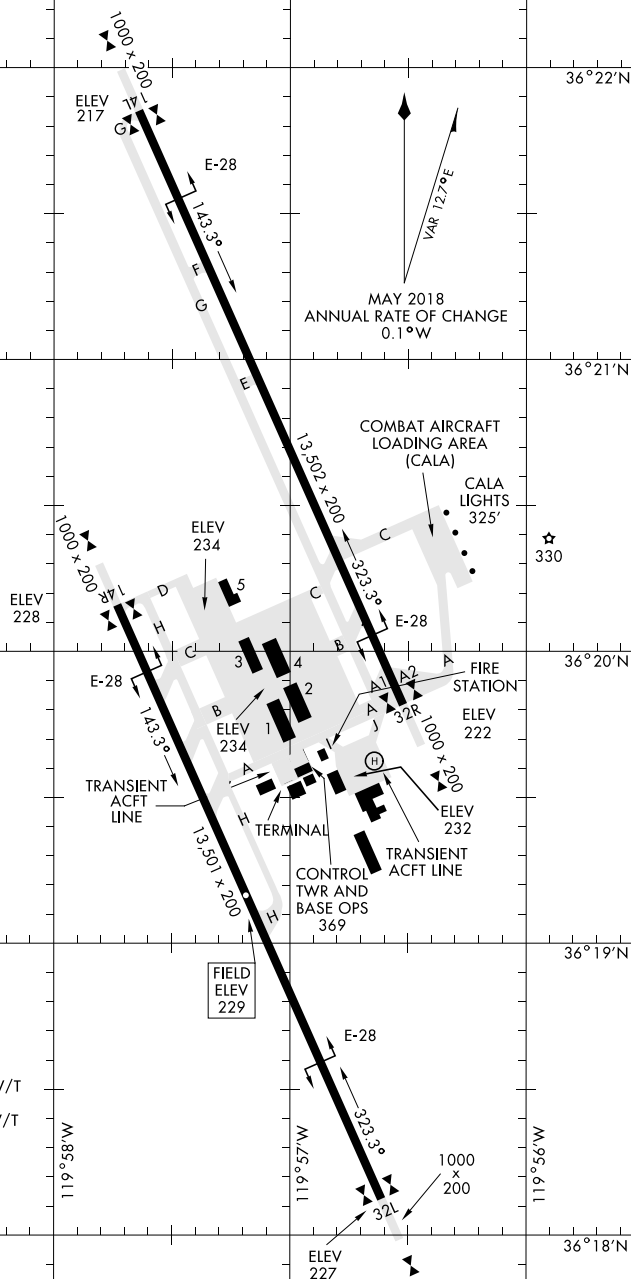 1000 x 200
36°22'N
ELEV
217
14L
G
E-28
143.3°
VAR 12.7°E
F
G
MAY 2018
ANNUAL RATE OF CHANGE
0.1°W
36°21'N
E
COMBAT AIRCRAFT
LOADING AREA
(CALA)
13,502 x 200
CALA
LIGHTS
325'
330
1000 x 200
ELEV
234
C
323.3°
ELEV
228
14R
D
5
C
H
E-28
C
B
3
4
36°20'N
FIRE
STATION
E-28
A1
A2
A
143.3°
B
2
A
32R
ELEV
222
ELEV
234
1
J
I
1000 x 200
H
A
TRANSIENT
ACFT
LINE
H
TERMINAL
ELEV
232
TRANSIENT
ACFT LINE
13,501 x 200
CONTROL
TWR AND
BASE OPS
369
H
36°19'N
FIELD
ELEV
229
E-28
V/T
V/T
323.3°
119°58'W
119°57'W
119°56'W
1000
x
200
32L
36°18'N
ELEV
227